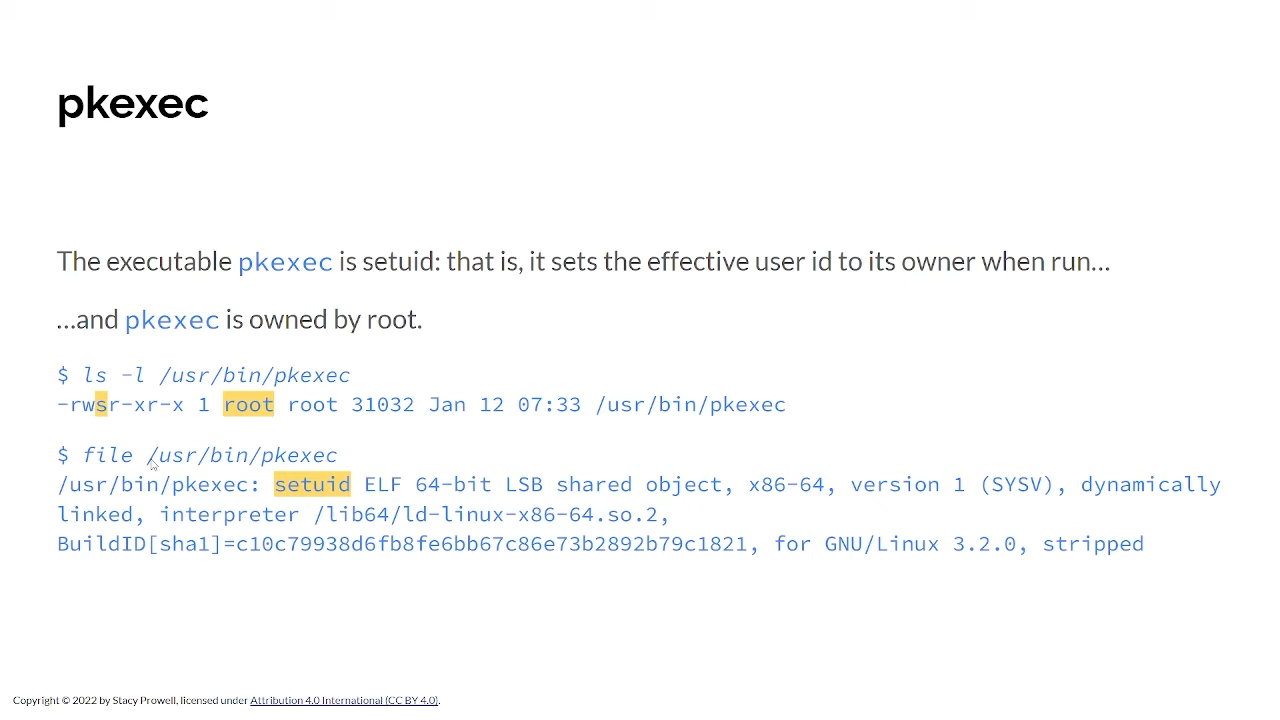 pkexec
The executable pkexec is setuid: that is, it sets the effective user id to its owner when run…
…and pkexec is owned by root.
$ ls -l /usr/bin/pkexec
-rwsr-xr-x 1 root root 31032 Jan 12 07:33 /usr/bin/pkexec
$ file /usr/bin/pkexec
/usr/bin/pkexec: setuid ELF 64-bit LSB shared object, x86-64, version 1 (SYSV), dynamically
linked, interpreter /lib64/ld-linux-x86-64.so.2,
BuildID[sha1]=c10c79938d6fb8fe6bb67c86e73b2892b79c1821, for GNU/Linux 3.2.0, stripped
Copyright © 2022 by Stacy Prowell, licensed under Attribution 4.0 International (CC BY 4.0).